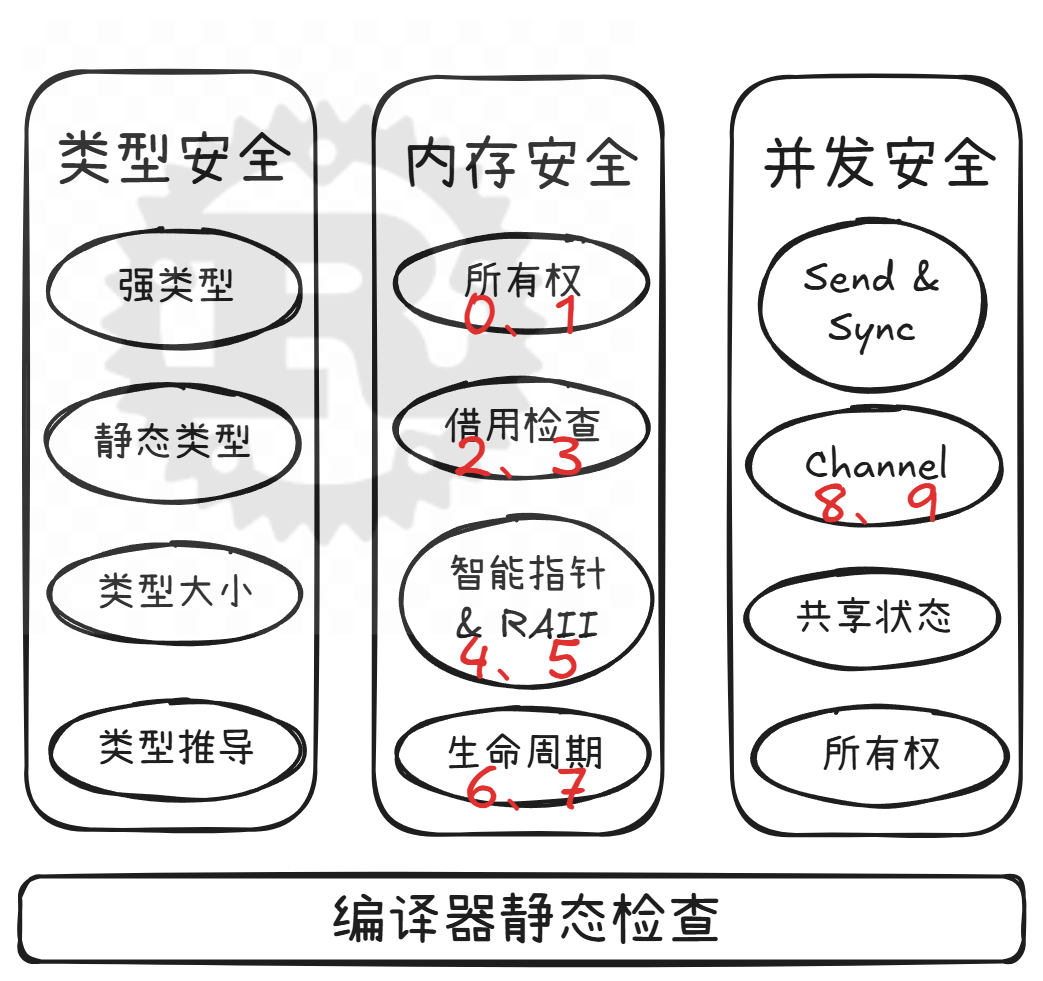 类型安全
强类型
静态类型
类型大小
类型推导
内存安全
所有权
0、1
借用检查
2、3
智能指针
& RAII
4、5
生命周期
6、7
并发安全
Send &
Sync
Channel
8、9
共享状态
所有权
编译器静态检查
R